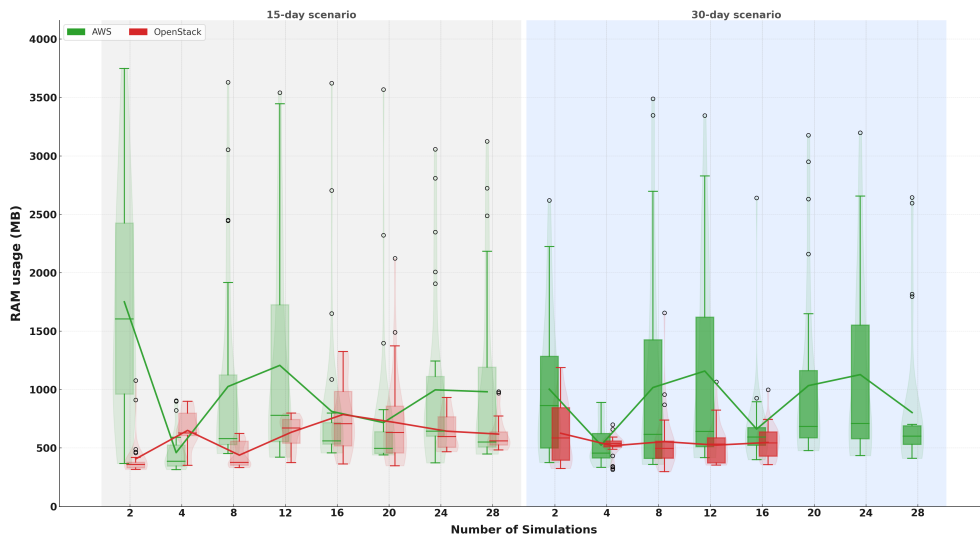 15-day scenario 30-day scenario
AWS OpenStack
RAM usage (MB)
4000
3500
3000
2500
2000
1500
1000
500
0
2 4 8 12 16 20 24 28 2 4 8 12 16 20 24 28
Number of Simulations